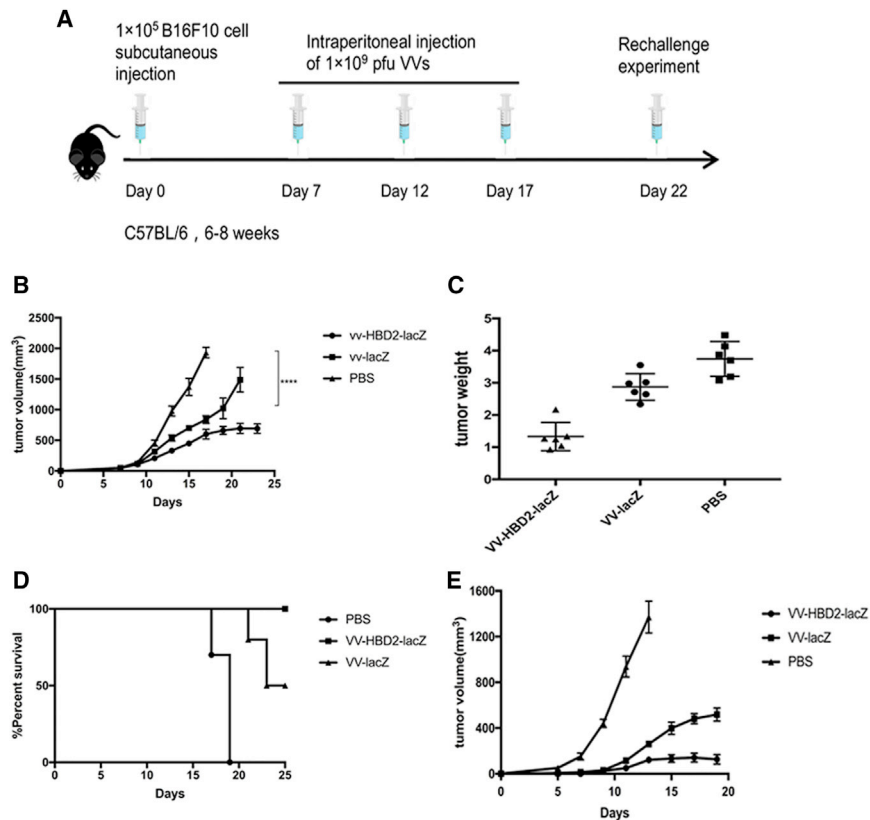 A
1×10⁵ B16F10 cell
subcutaneous
injection
Intraperitoneal injection
of 1×10⁹ pfu VVs
Rechallenge
experiment
Day 0
Day 7
Day 12
Day 17
Day 22
C57BL/6 , 6-8 weeks
B
tumor volume(mm³)
2500
2000
1500
1000
500
0
0 5 10 15 20 25
Days
vv-HBD2-lacZ
vv-lacZ
PBS
****
C
tumor weight
5
4
3
2
1
0
VV-HBD2-lacZ
VV-lacZ
PBS
D
%Percent survival
100
50
0
0 5 10 15 20 25
Days
PBS
VV-HBD2-lacZ
VV-lacZ
E
tumor volume(mm³)
1600
1200
800
400
0
0 5 10 15 20
Days
VV-HBD2-lacZ
VV-lacZ
PBS